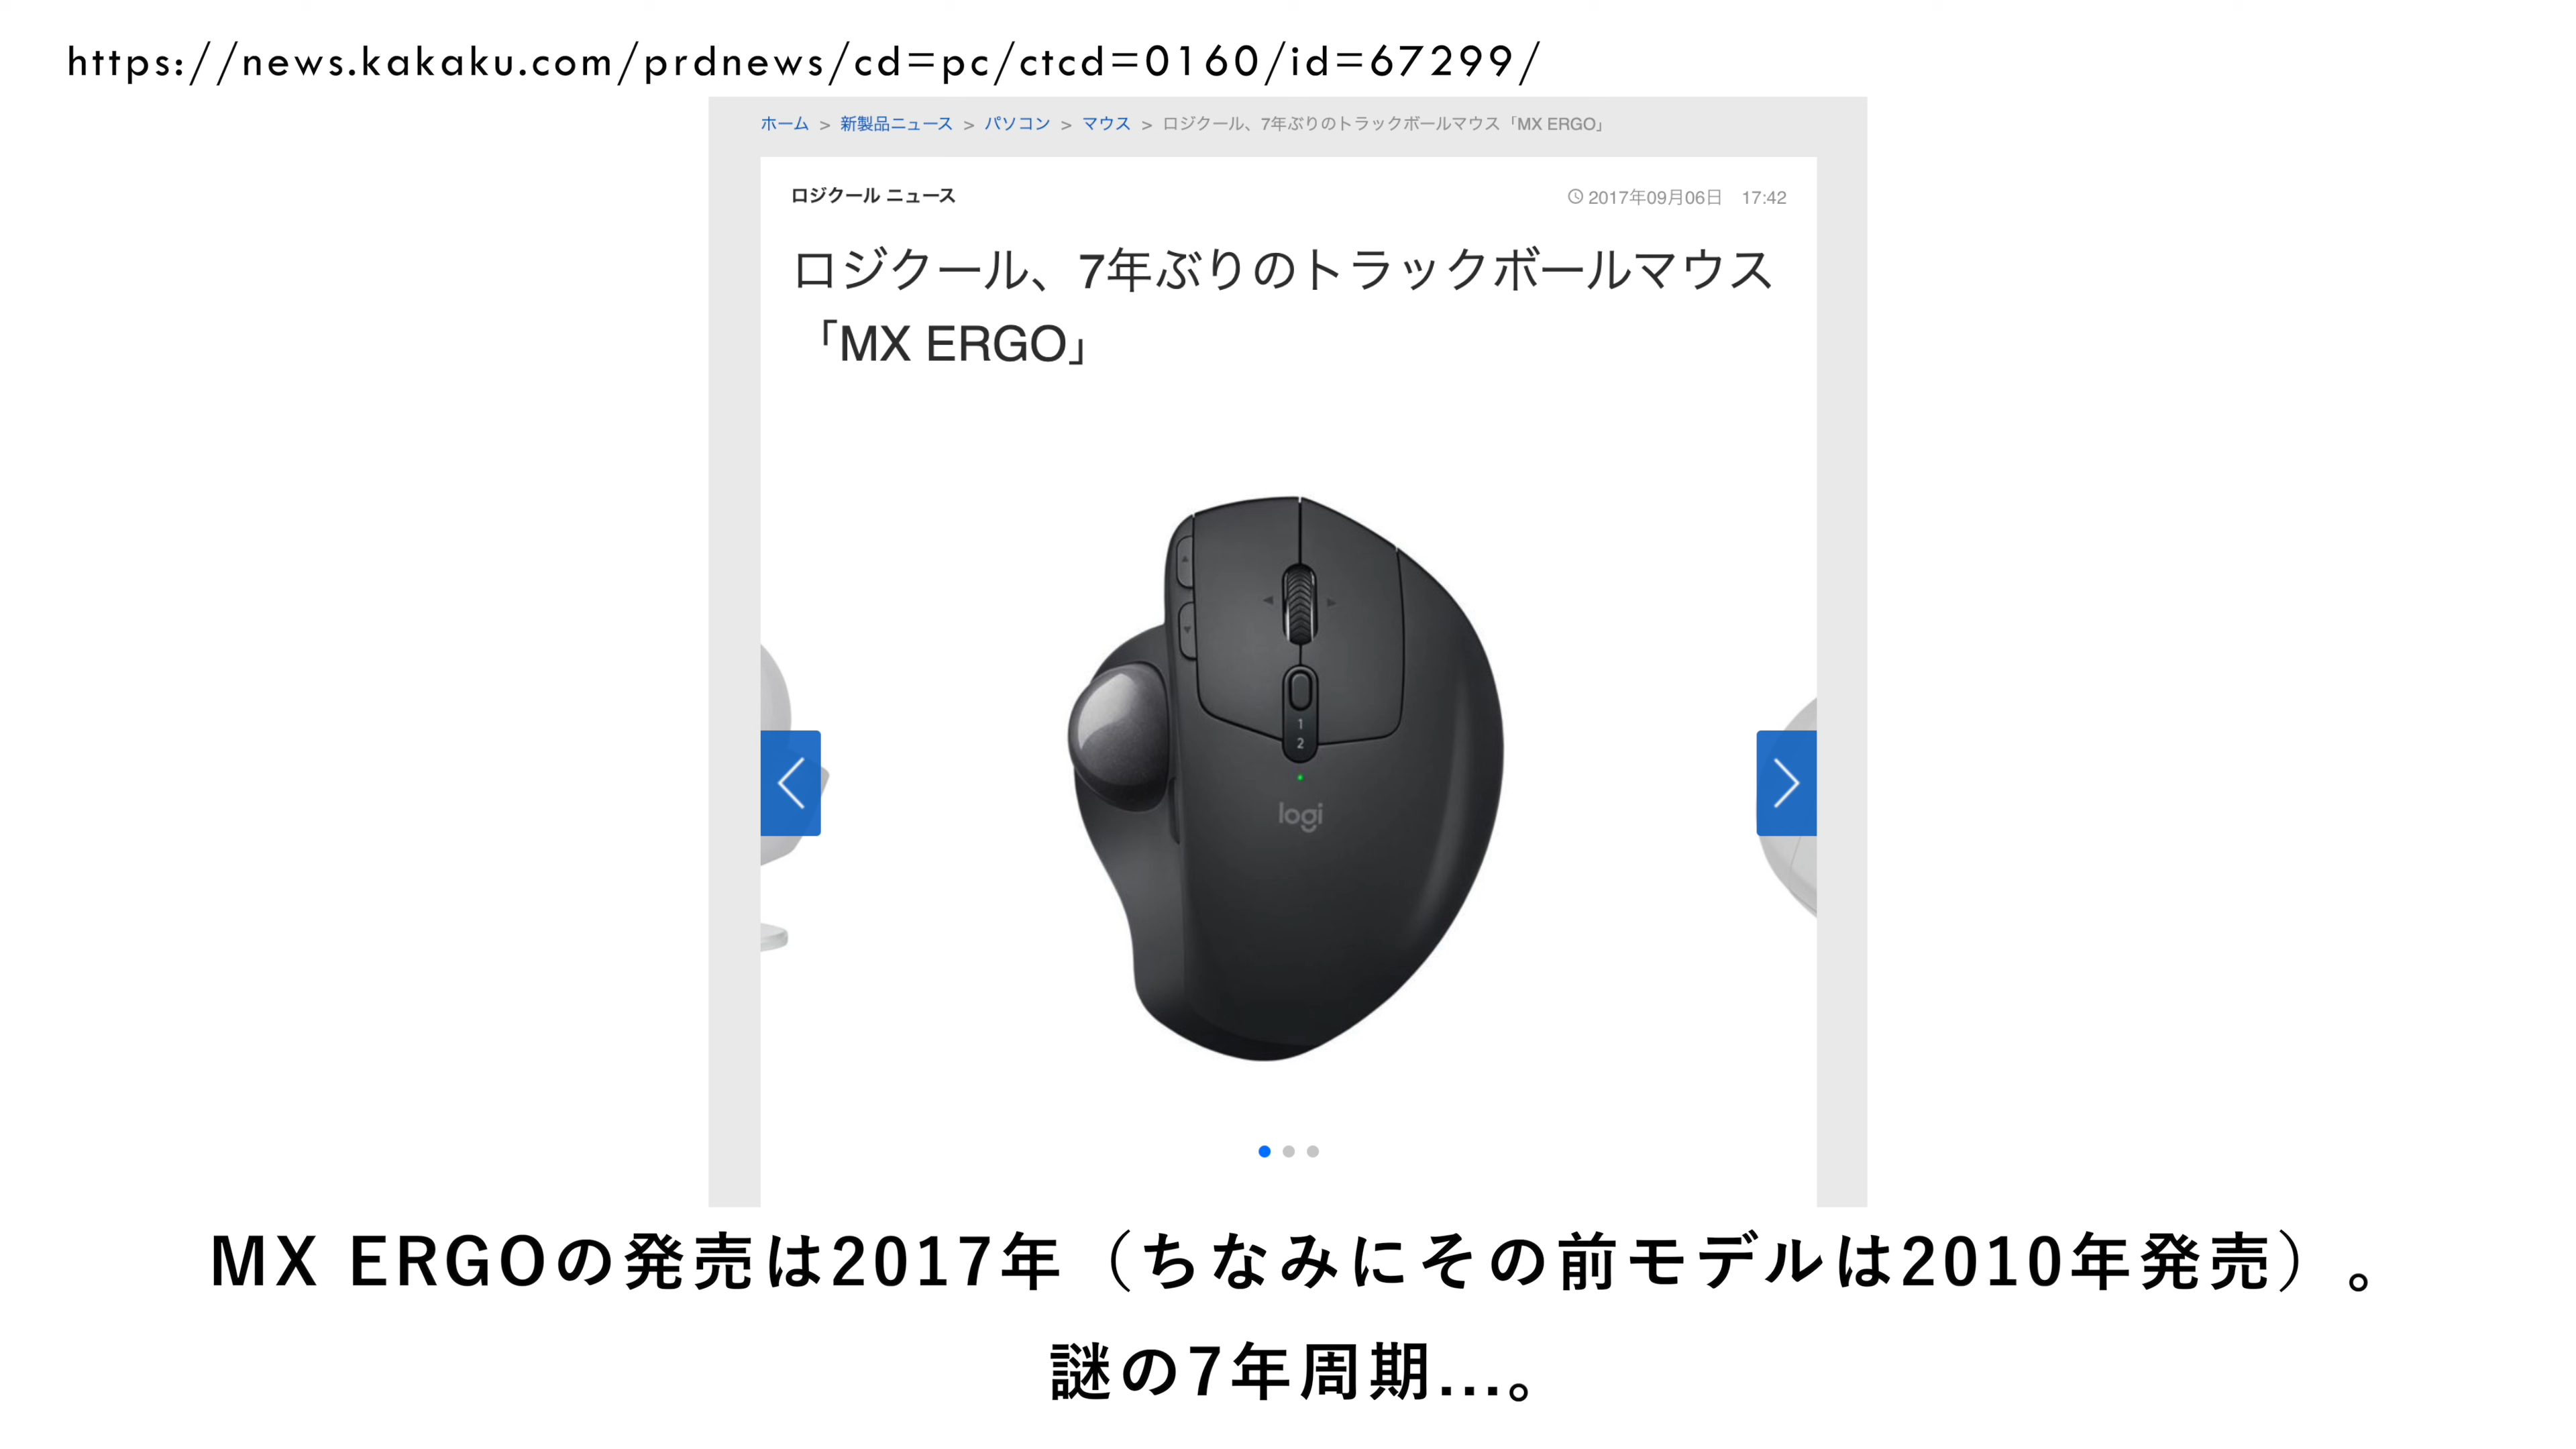 https://news.kakaku.com/prdnews/cd=pc/ctcd=0160/id=67299/
ホーム > 新製品ニュース > パソコン > マウス > ロジクール、7年ぶりのトラックボールマウス「MX ERGO」
ロジクール ニュース
2017年09月06日 17:42
ロジクール、7年ぶりのトラックボールマウス
「MX ERGO」
1
2
logi
MX ERGOの発売は2017年（ちなみにその前モデルは2010年発売）。
謎の7年周期...。